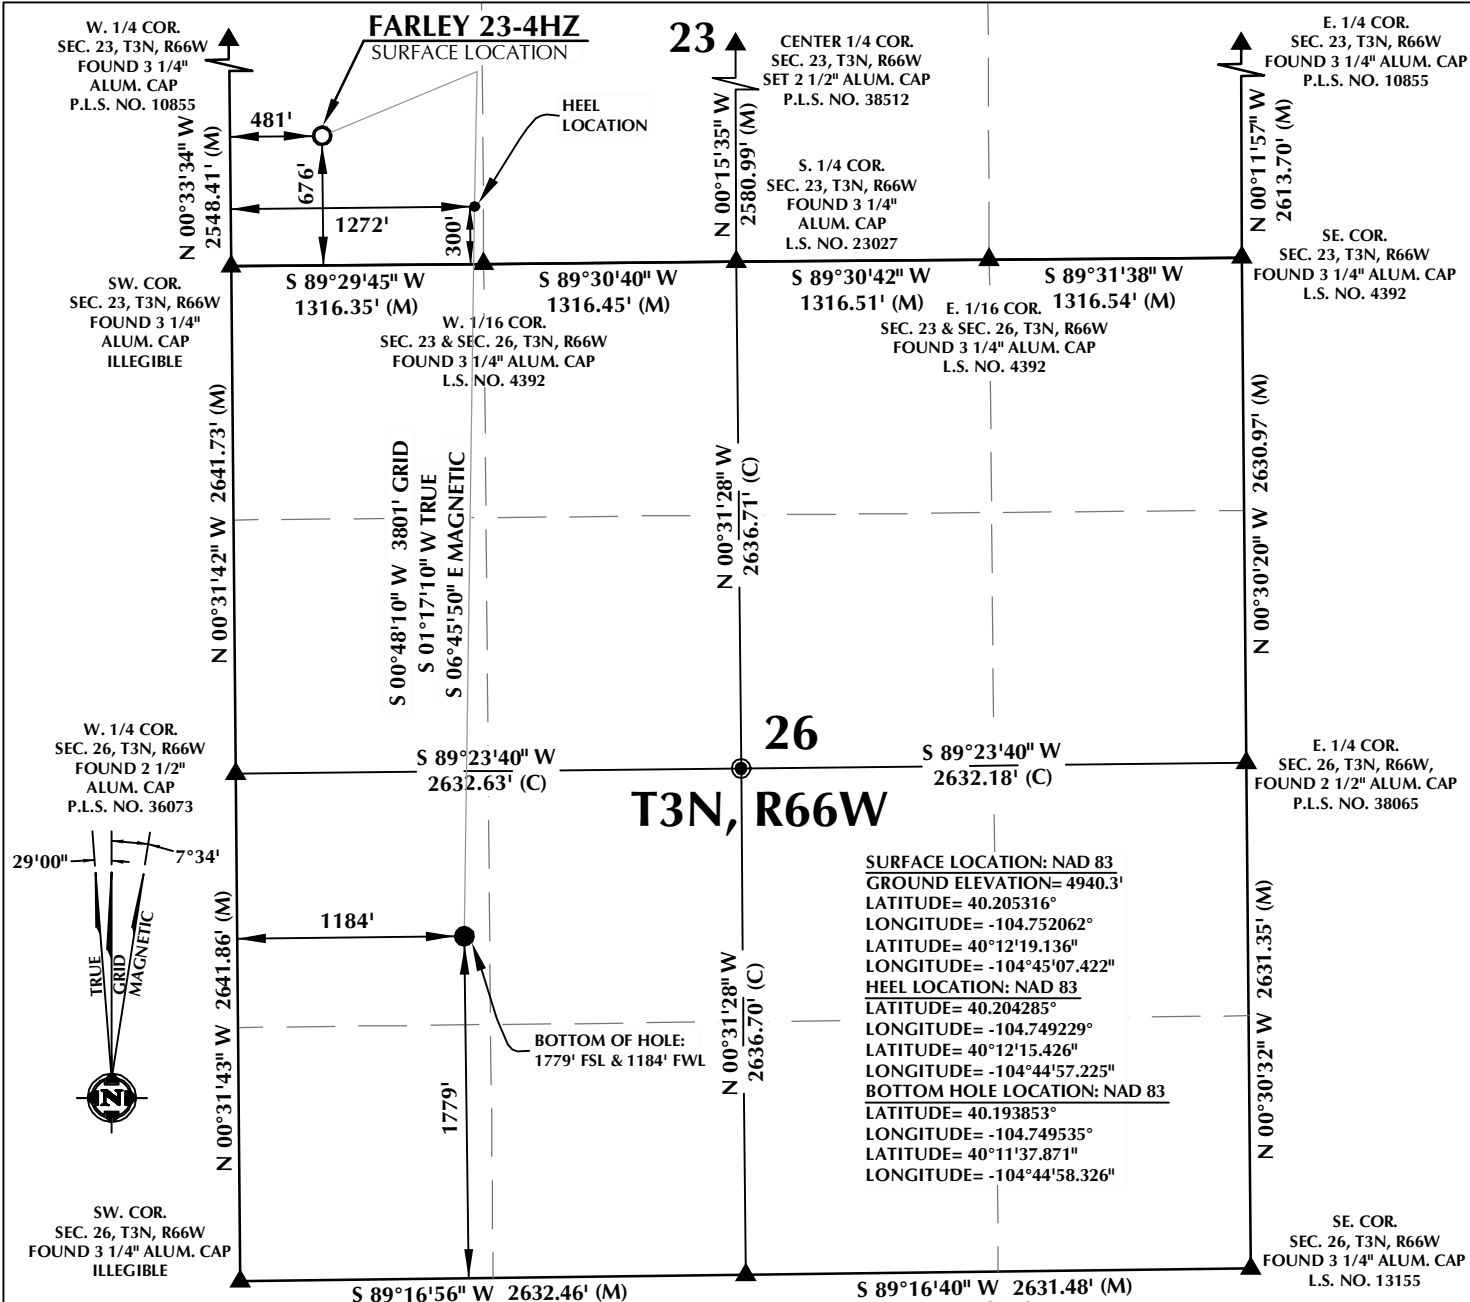 W. 1/4 COR.
SEC. 23, T3N, R66W
FOUND 3 1/4"
ALUM. CAP
P.L.S. NO. 10855
FARLEY 23-4HZ
SURFACE LOCATION
23
CENTER 1/4 COR.
SEC. 23, T3N, R66W
SET 2 1/2" ALUM. CAP
P.L.S. NO. 38512
E. 1/4 COR.
SEC. 23, T3N, R66W
FOUND 3 1/4" ALUM. CAP
P.L.S. NO. 10855
HEEL
LOCATION
481'
676'
1272'
300'
N 00°33'34" W
2548.41' (M)
N 00°15'35" W
2580.99' (M)
N 00°11'57" W
2613.70' (M)
S. 1/4 COR.
SEC. 23, T3N, R66W
FOUND 3 1/4"
ALUM. CAP
L.S. NO. 23027
SE. COR.
SEC. 23, T3N, R66W
FOUND 3 1/4" ALUM. CAP
L.S. NO. 4392
SW. COR.
SEC. 23, T3N, R66W
FOUND 3 1/4"
ALUM. CAP
ILLEGIBLE
S 89°29'45" W
1316.35' (M)
S 89°30'40" W
1316.45' (M)
S 89°30'42" W
1316.51' (M)
S 89°31'38" W
1316.54' (M)
W. 1/16 COR.
SEC. 23 & SEC. 26, T3N, R66W
FOUND 3 1/4" ALUM. CAP
L.S. NO. 4392
E. 1/16 COR.
SEC. 23 & SEC. 26, T3N, R66W
FOUND 3 1/4" ALUM. CAP
L.S. NO. 4392
N 00°31'42" W 2641.73' (M)
S 00°48'10" W 3801' GRID
S 01°17'10" W TRUE
S 06°45'50" E MAGNETIC
N 00°31'28" W
2636.71' (C)
N 00°30'20" W 2630.97' (M)
W. 1/4 COR.
SEC. 26, T3N, R66W
FOUND 2 1/2"
ALUM. CAP
P.L.S. NO. 36073
S 89°23'40" W
2632.63' (C)
26
T3N, R66W
S 89°23'40" W
2632.18' (C)
E. 1/4 COR.
SEC. 26, T3N, R66W,
FOUND 2 1/2" ALUM. CAP
P.L.S. NO. 38065
29'00"
7°34'
TRUE
GRID
MAGNETIC
N
N 00°31'43" W 2641.86' (M)
1184'
1779'
BOTTOM OF HOLE:
1779' FSL & 1184' FWL
N 00°31'28" W
2636.70' (C)
SURFACE LOCATION: NAD 83
GROUND ELEVATION= 4940.3'
LATITUDE= 40.205316°
LONGITUDE= -104.752062°
LATITUDE= 40°12'19.136"
LONGITUDE= -104°45'07.422"
HEEL LOCATION: NAD 83
LATITUDE= 40.204285°
LONGITUDE= -104.749229°
LATITUDE= 40°12'15.426"
LONGITUDE= -104°44'57.225"
BOTTOM HOLE LOCATION: NAD 83
LATITUDE= 40.193853°
LONGITUDE= -104.749535°
LATITUDE= 40°11'37.871"
LONGITUDE= -104°44'58.326"
N 00°30'32" W 2631.35' (M)
SW. COR.
SEC. 26, T3N, R66W
FOUND 3 1/4" ALUM. CAP
ILLEGIBLE
S 89°16'56" W 2632.46' (M)
S 89°16'40" W 2631.48' (M)
SE. COR.
SEC. 26, T3N, R66W
FOUND 3 1/4" ALUM. CAP
L.S. NO. 13155